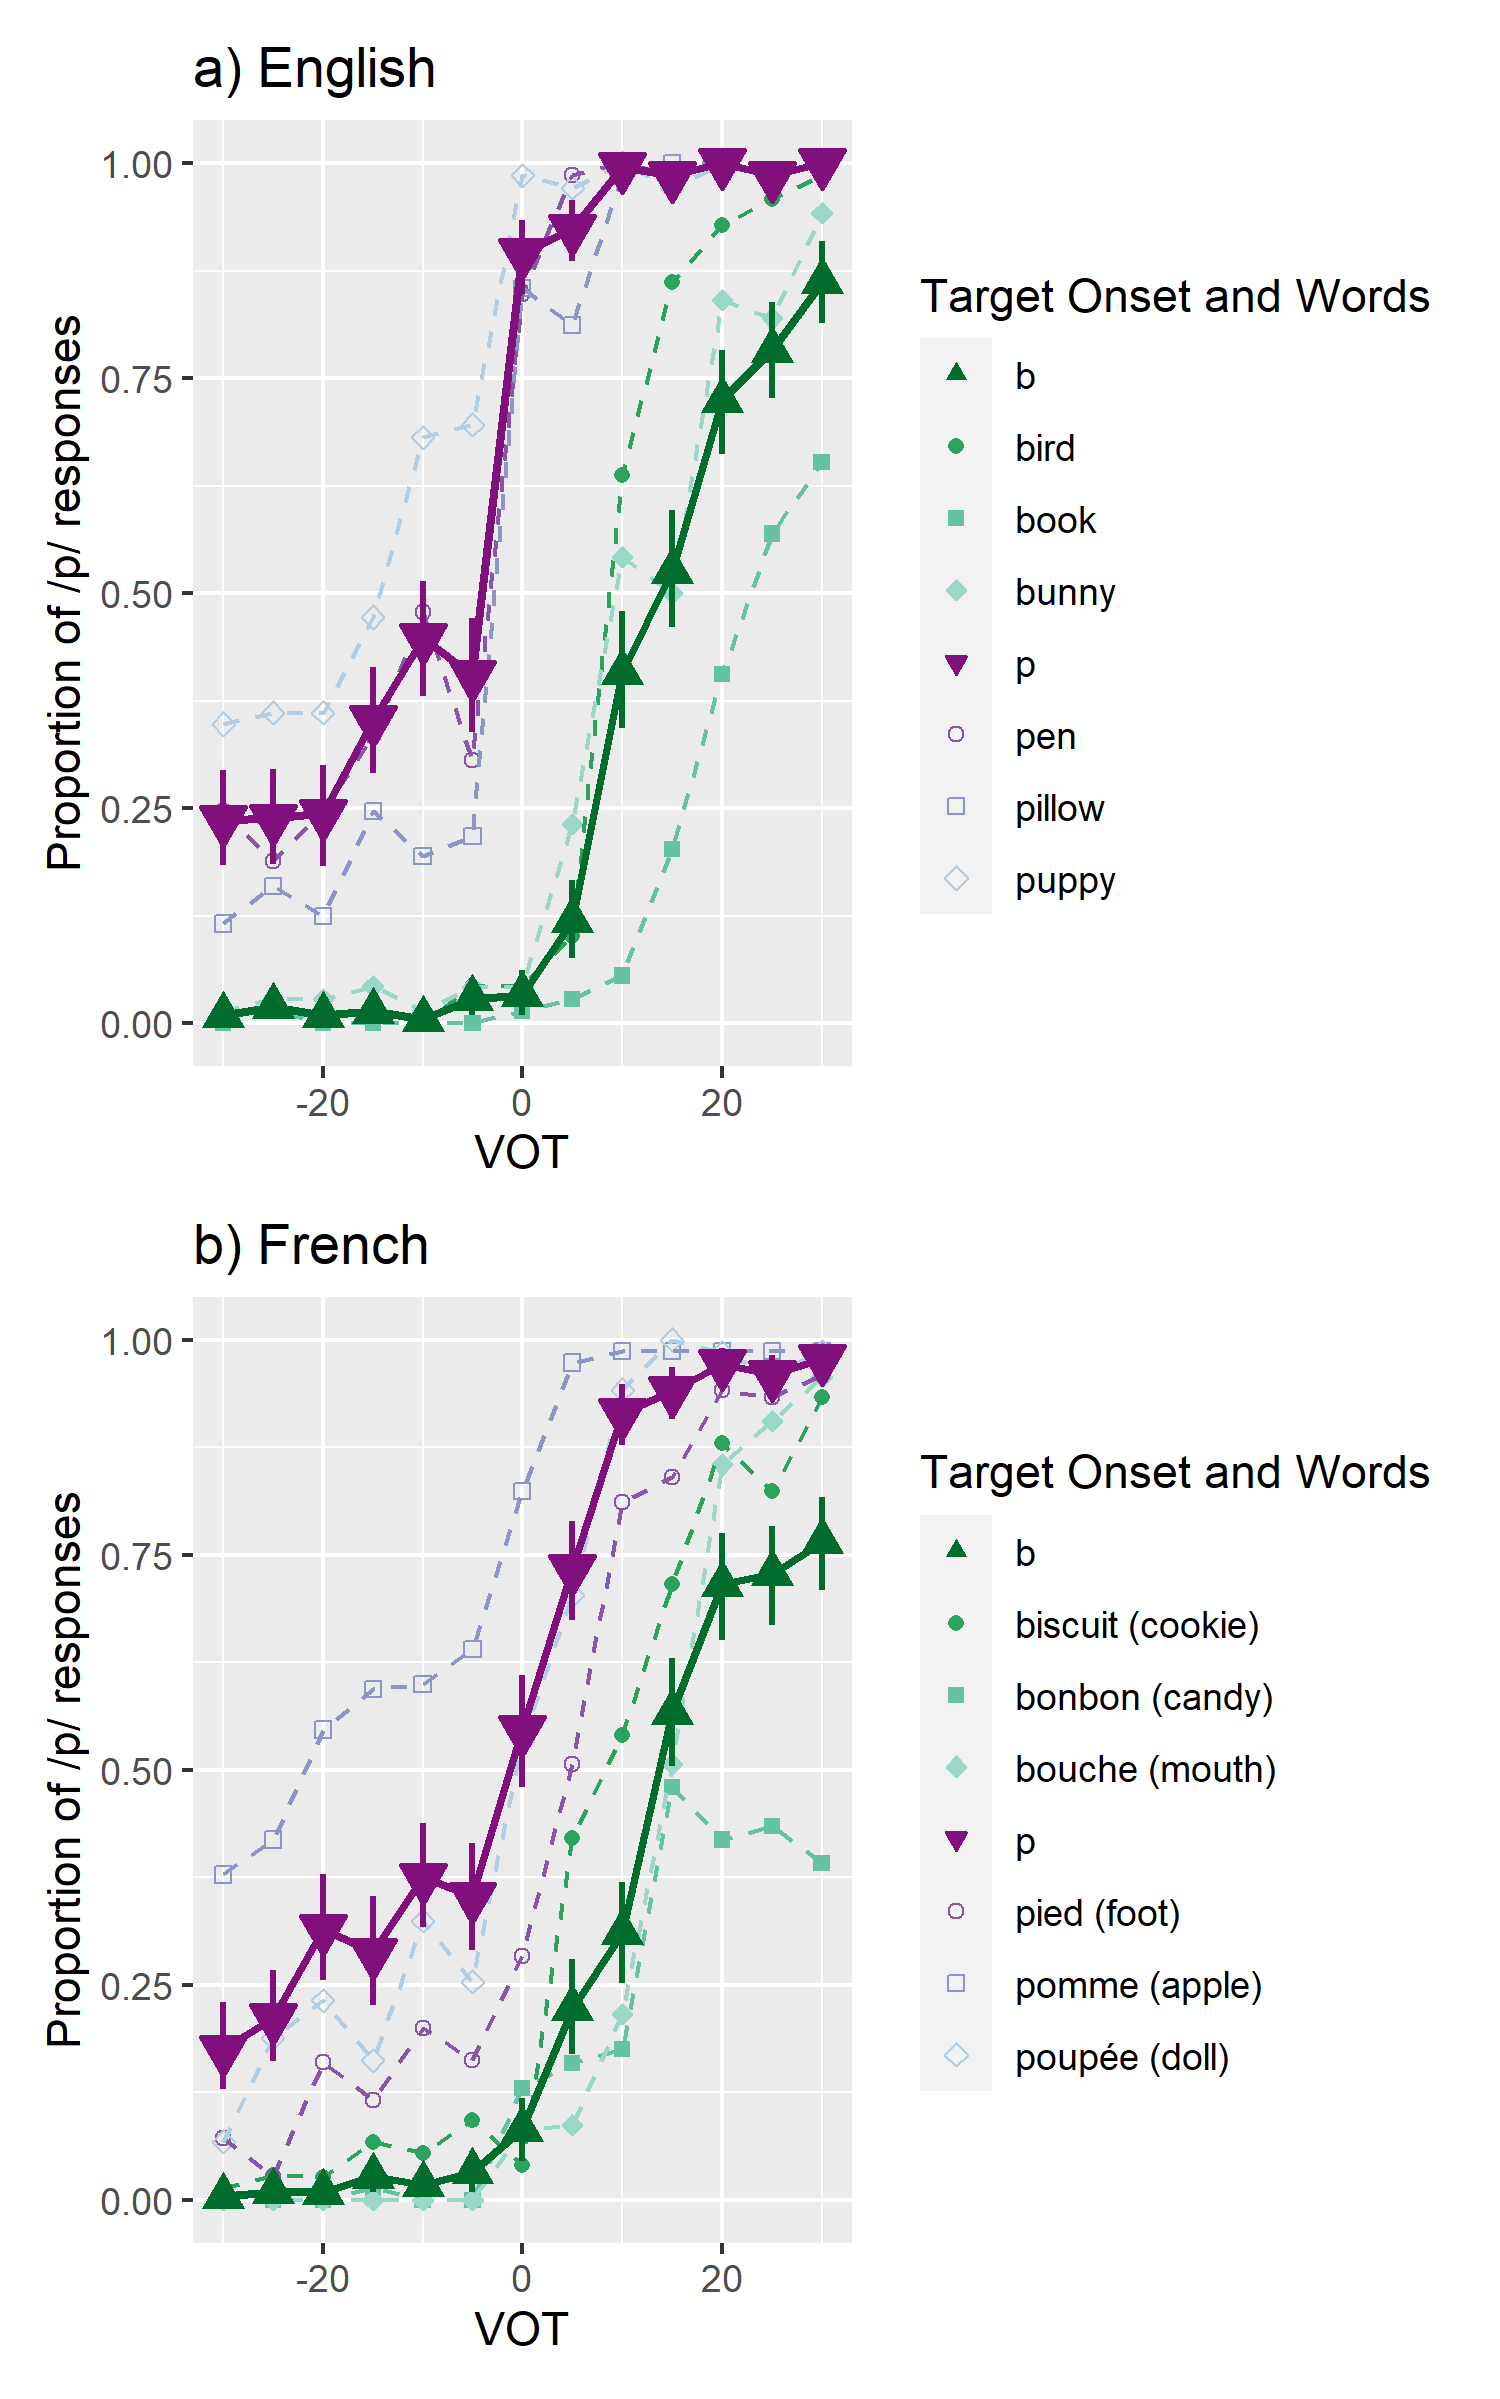 a) English
Proportion of /p/ responses
1.00
0.75
0.50
0.25
0.00
-20
0
20
VOT
Target Onset and Words
b
bird
book
bunny
p
pen
pillow
puppy
b) French
Proportion of /p/ responses
1.00
0.75
0.50
0.25
0.00
-20
0
20
VOT
Target Onset and Words
b
biscuit (cookie)
bonbon (candy)
bouche (mouth)
p
pied (foot)
pomme (apple)
poupée (doll)